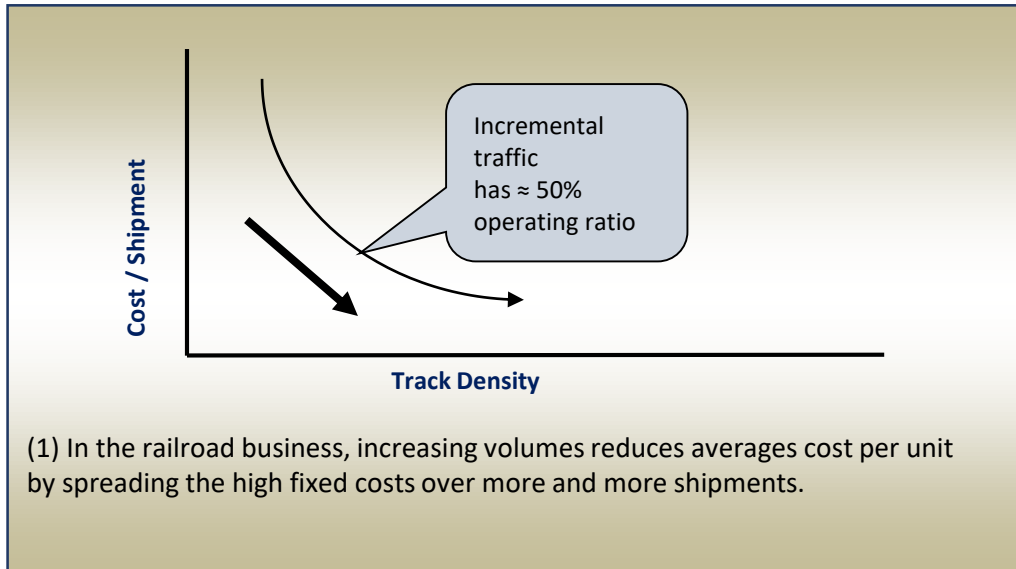 Incremental
traffic
has ≈ 50%
operating ratio
Cost / Shipment
Track Density
(1) In the railroad business, increasing volumes reduces averages cost per unit
by spreading the high fixed costs over more and more shipments.